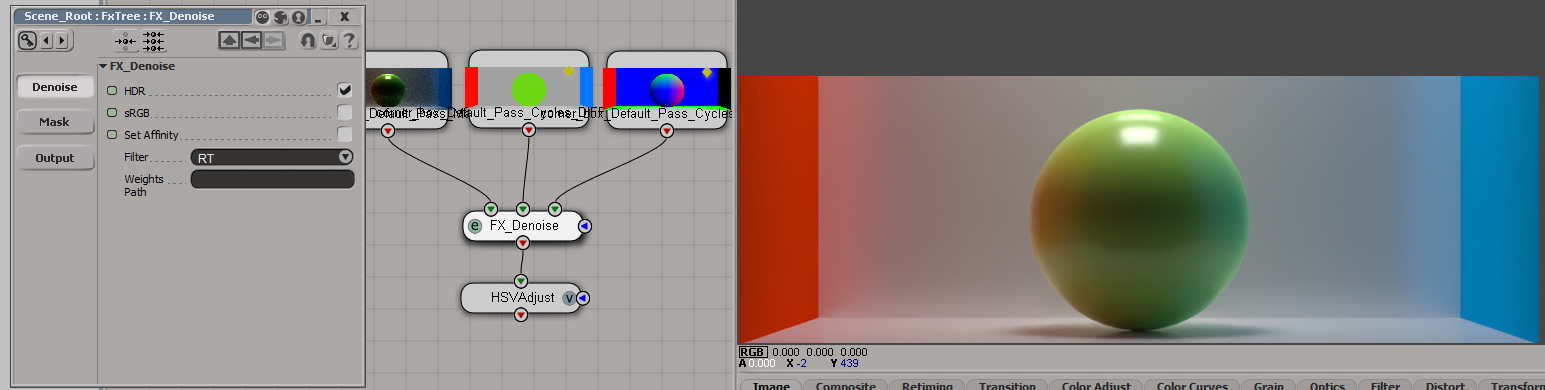 Scene_Root : FxTree : FX_Denoise
FX_Denoise
Denoise
Mask
Output
HDR
sRGB
Set Affinity
Filter
RT
Weights
Path
Default_Pass_Cycles_DIFF
Default_Pass_Cycles
e FX_Denoise
HSVAdjust V
RGB 0.000 0.000 0.000
A 0.000 X -2 Y 439
Image Composite Retiming Transition Color Adjust Color Curves Grain Optics Filter Distort Transform